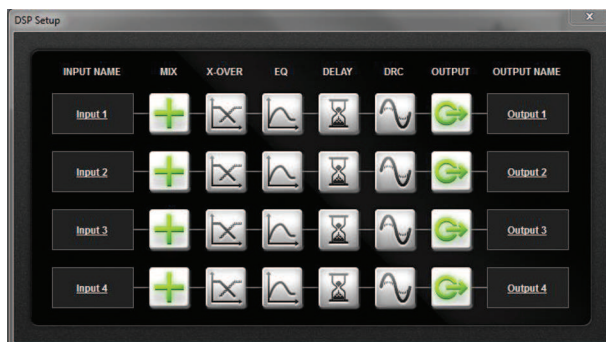 DSP Setup
x
INPUT NAME MIX X-OVER EQ DELAY DRC OUTPUT OUTPUT NAME
Input 1 Output 1
Input 2 Output 2
Input 3 Output 3
Input 4 Output 4